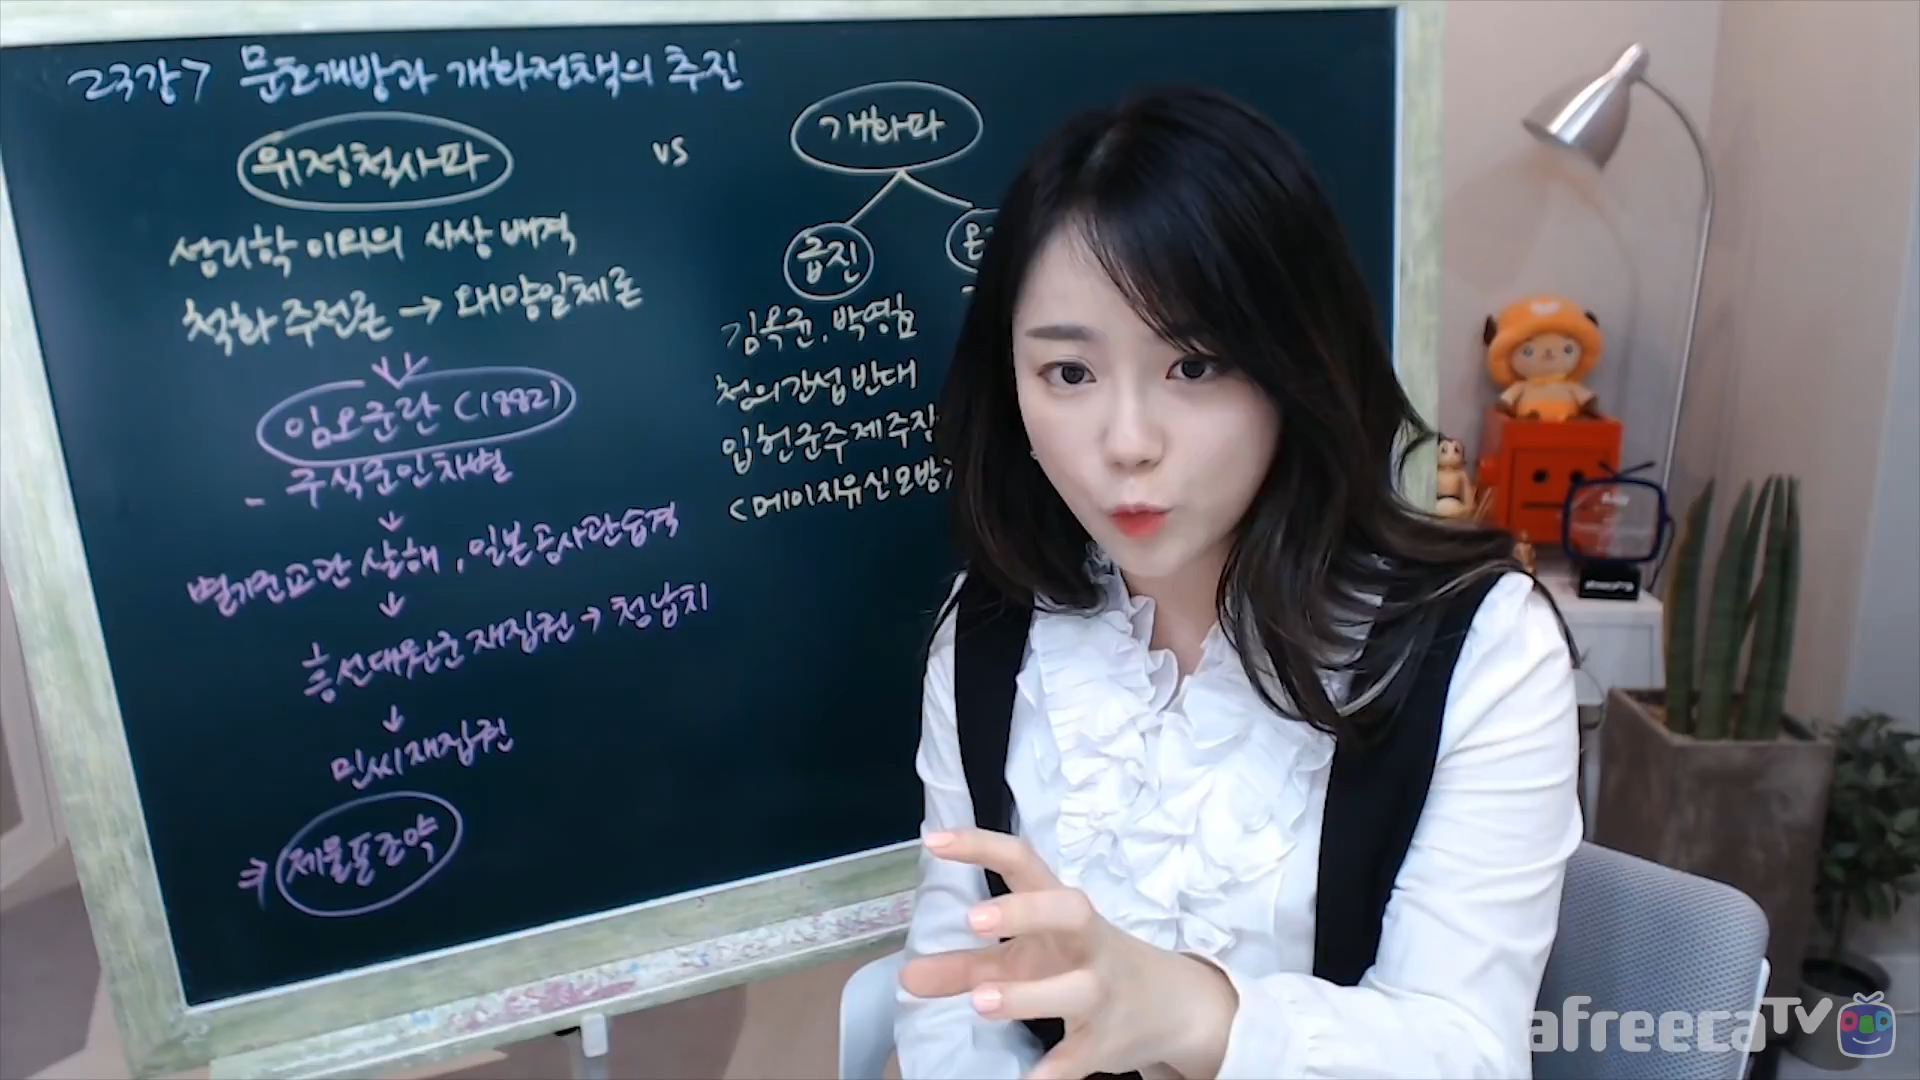 ２국강7 문호개방과 개화정책의 추진
위정척사파
vs
개화파
성리학 이외의 사상 배격
척화 주전론 → 왜양일체론
임오군란 (1882)
- 구식군인차별
↓
별기군교관 살해, 일본공사관습격
↓
흥선대원군 재집권 → 청납치
↓
민씨재집권
⇒ 제물포조약
급진
온
김옥균, 박영효
청의간섭 반대
입헌군주제 주장
<메이지유신모방>
afreecaTV